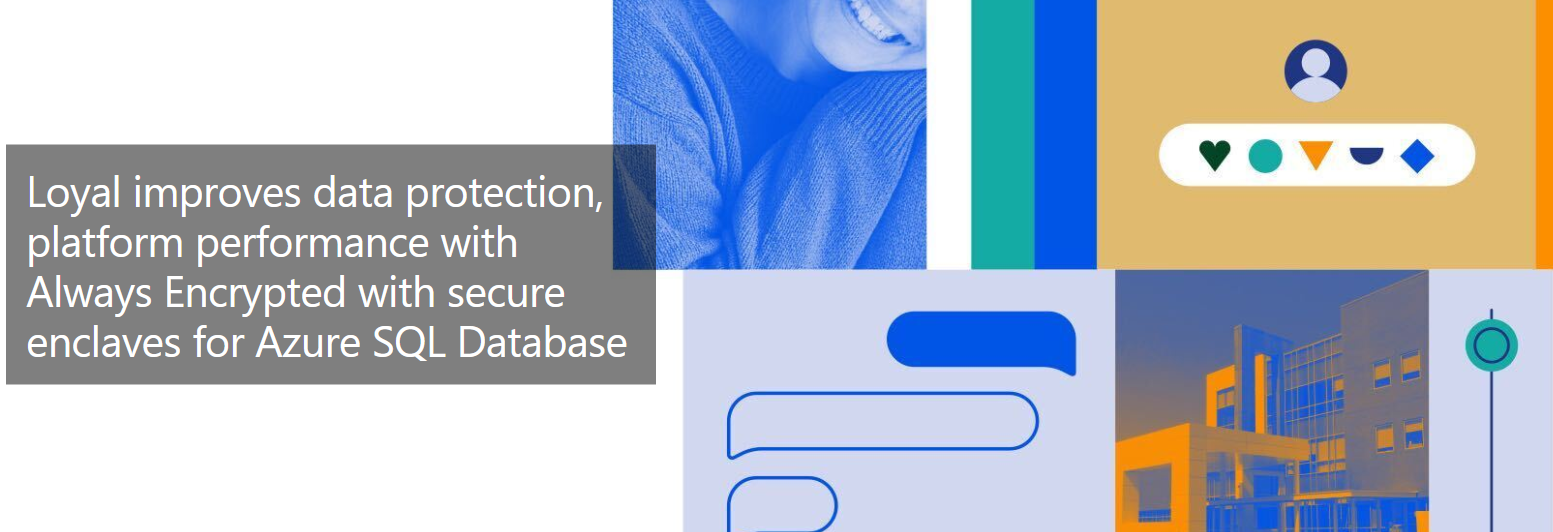 Loyal improves data protection,
platform performance with
Always Encrypted with secure
enclaves for Azure SQL Database